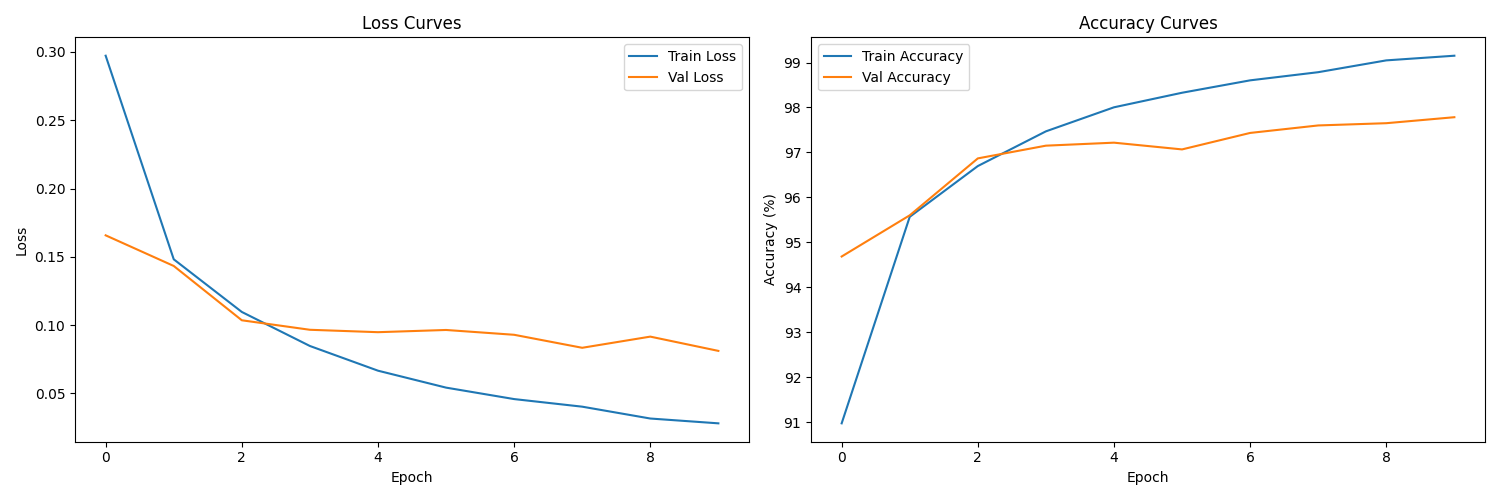 Loss Curves
0.30
0.25
0.20
0.15
0.10
0.05
Loss
0 2 4 6 8
Epoch
Train Loss
Val Loss
Accuracy Curves
99
98
97
96
95
94
93
92
91
Accuracy (%)
0 2 4 6 8
Epoch
Train Accuracy
Val Accuracy